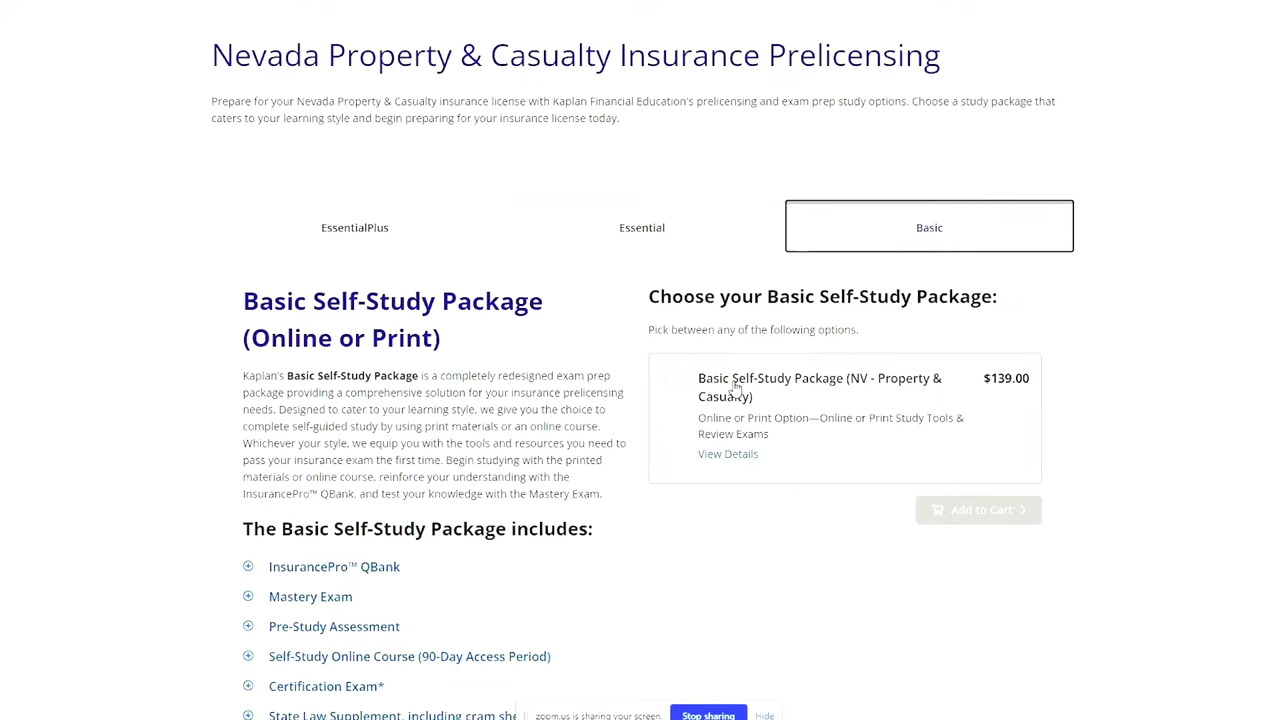 Nevada Property & Casualty Insurance Prelicensing
Prepare for your Nevada Property & Casualty insurance license with Kaplan Financial Education's prelicensing and exam prep study options. Choose a study package that
caters to your learning style and begin preparing for your insurance license today.
EssentialPlus
Essential
Basic
Basic Self-Study Package
(Online or Print)
Kaplan's Basic Self-Study Package is a completely redesigned exam prep
package providing a comprehensive solution for your insurance prelicensing
needs. Designed to cater to your learning style, we give you the choice to
complete self-guided study by using print materials or an online course.
Whichever your style, we equip you with the tools and resources you need to
pass your insurance exam the first time. Begin studying with the printed
materials or online course, reinforce your understanding with the
InsurancePro™ QBank, and test your knowledge with the Mastery Exam.
The Basic Self-Study Package includes:
InsurancePro™ QBank
Mastery Exam
Pre-Study Assessment
Self-Study Online Course (90-Day Access Period)
Certification Exam*
State Law Supplement, including cram she
Choose your Basic Self-Study Package:
Pick between any of the following options.
Basic Self-Study Package (NV - Property &
Casualty)
$139.00
Online or Print Option—Online or Print Study Tools &
Review Exams
View Details
Add to Cart
zoom.us is sharing your screen.
Stop sharing
Hide